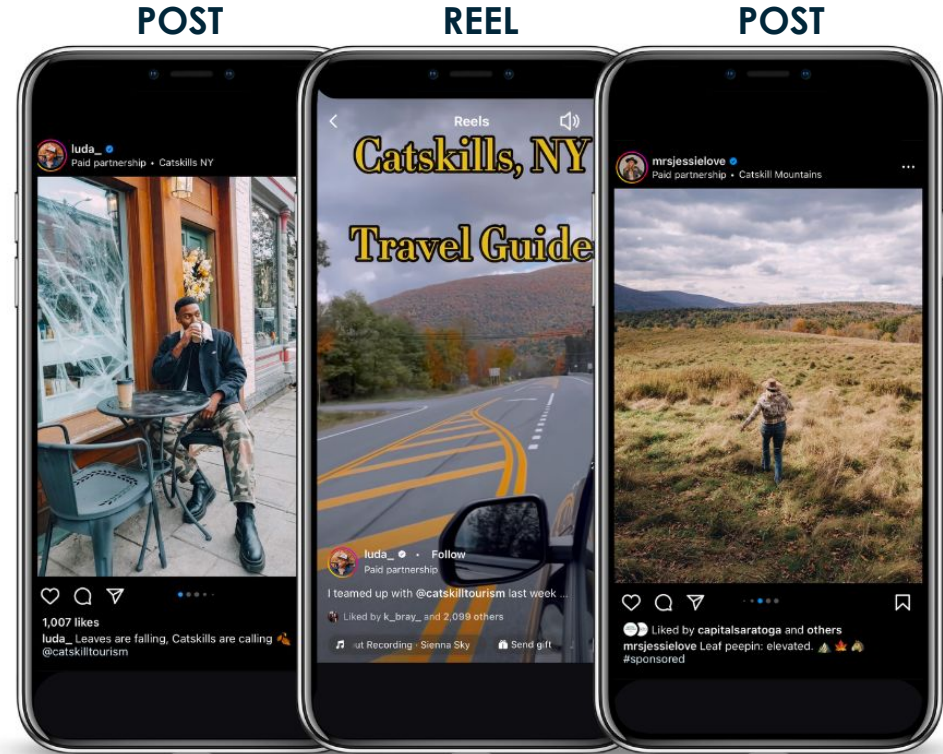 POST
REEL
POST
luda_
Paid partnership • Catskills NY
1,007 likes
luda_ Leaves are falling, Catskills are calling 🍂
@catskilltourism
Reels
Catskills, NY
Travel Guide
luda_ • Follow
Paid partnership
I teamed up with @catskilltourism last week ...
Liked by k_bray_ and 2,099 others
ut Recording · Sienna Sky
Send gift
mrsjessielove
Paid partnership • Catskill Mountains
Liked by capitalsaratoga and others
mrsjessielove Leaf peepin: elevated. 🏔️ 🍁 🍂
#sponsored